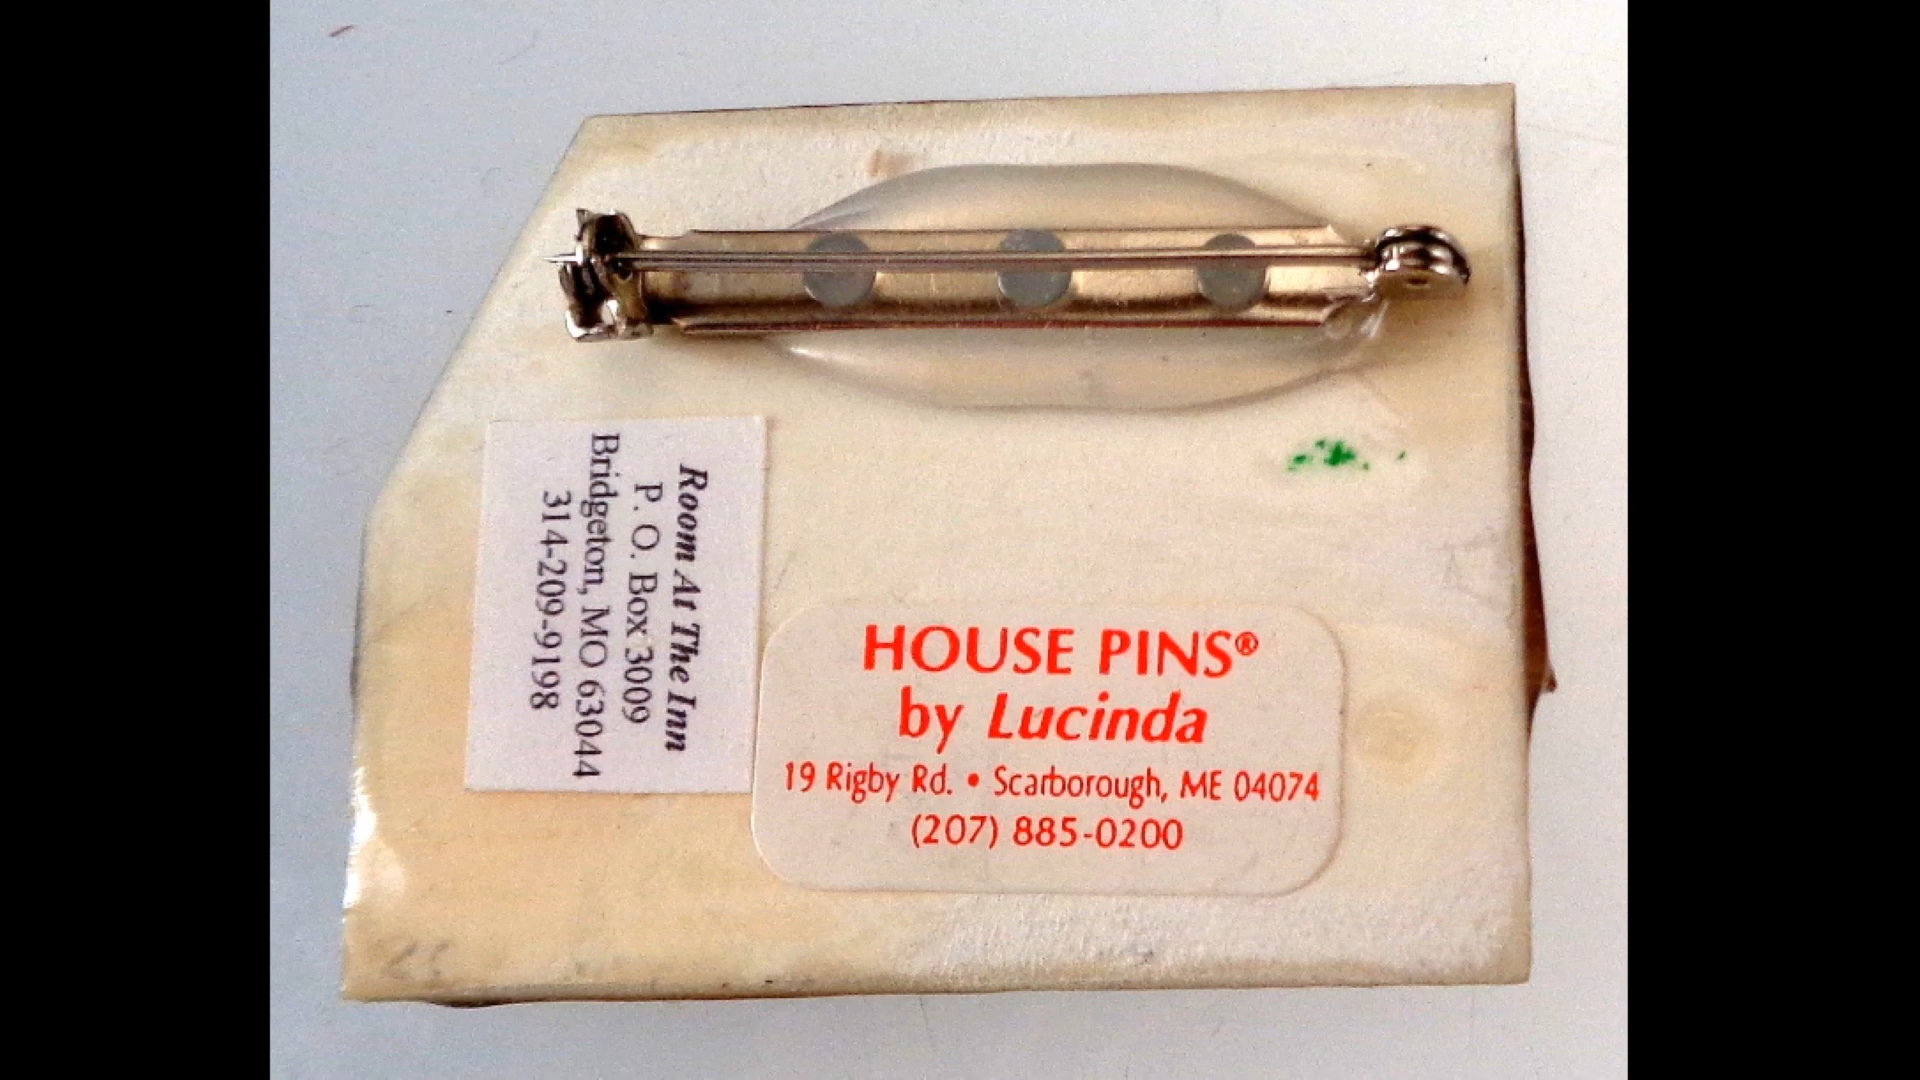 Room At The Inn
P. O. Box 3009
Bridgeton, MO 63044
314-209-9198
HOUSE PINS®
by Lucinda
19 Rigby Rd. • Scarborough, ME 04074
(207) 885-0200